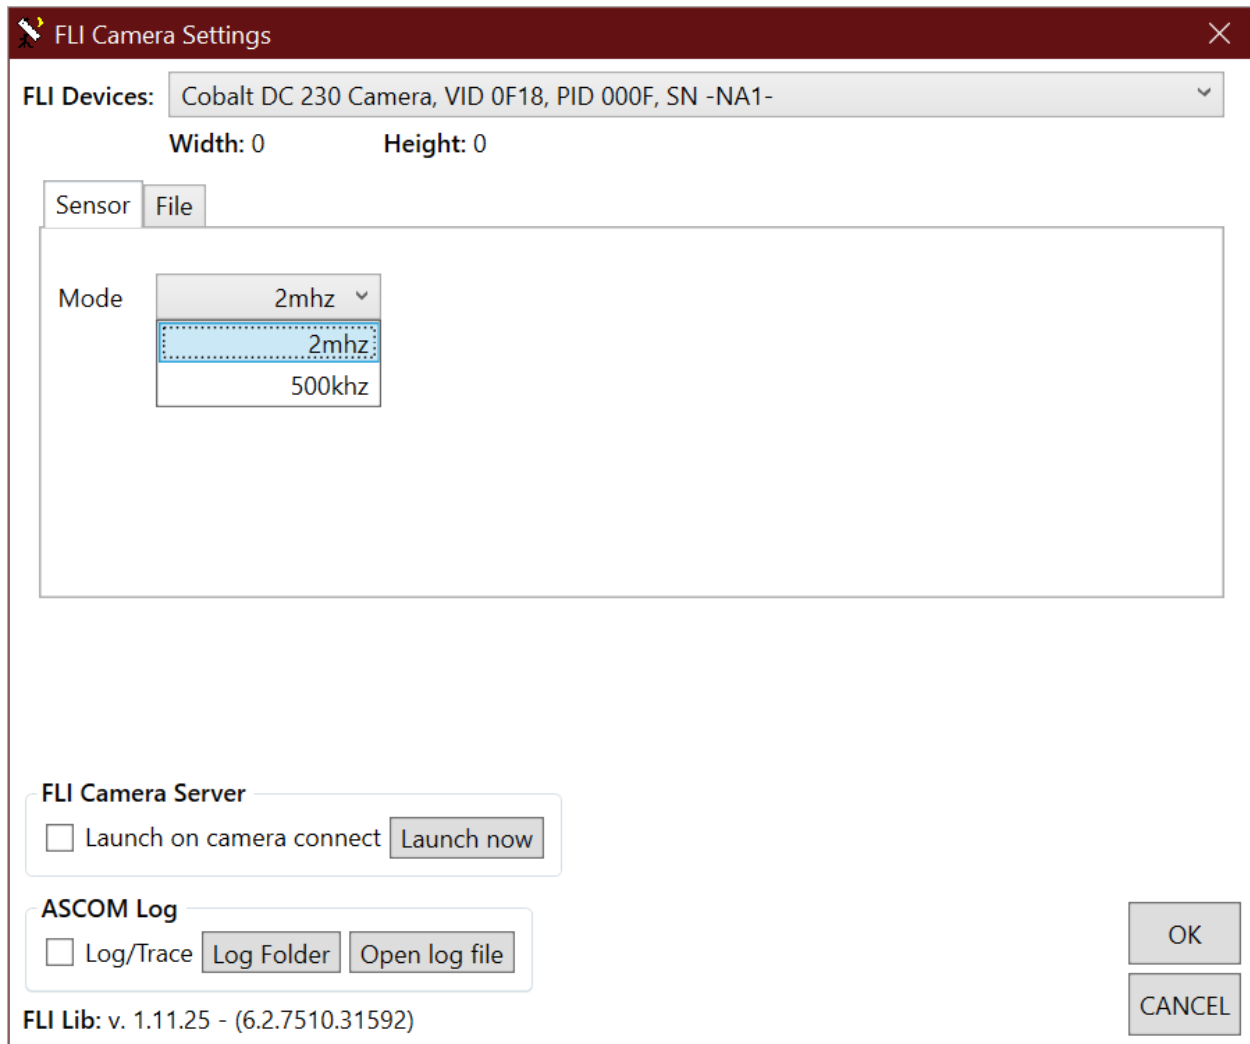 FLI Camera Settings
FLI Devices: Cobalt DC 230 Camera, VID 0F18, PID 000F, SN -NA1-
Width: 0 Height: 0
Sensor File
Mode 2mhz
2mhz
500khz
FLI Camera Server
Launch on camera connect Launch now
ASCOM Log
Log/Trace Log Folder Open log file
OK
CANCEL
FLI Lib: v. 1.11.25 - (6.2.7510.31592)